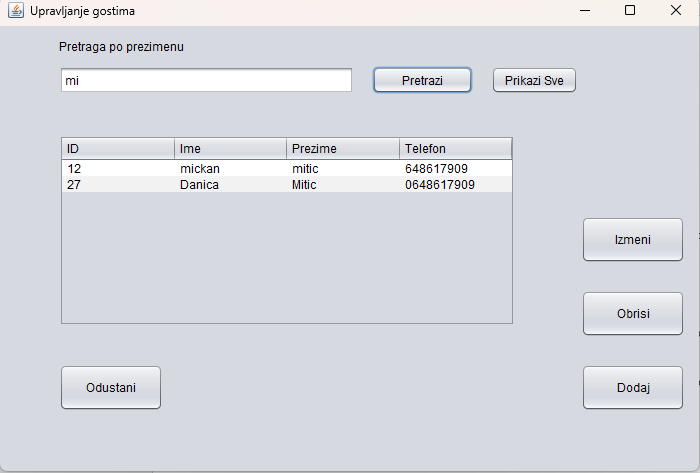 Upravljanje gostima
Pretraga po prezimenu
mi Pretrazi Prikazi Sve
ID Ime Prezime Telefon
12 mickan mitic 648617909
27 Danica Mitic 0648617909
Izmeni
Obrisi
Odustani Dodaj